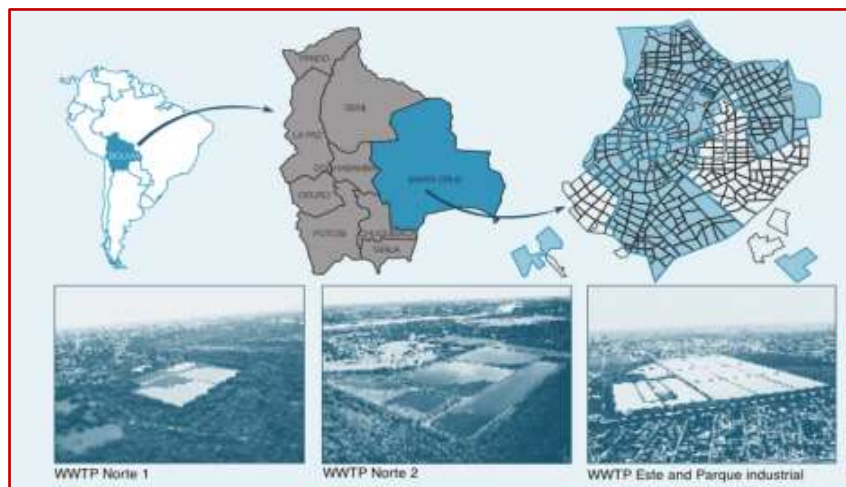 PANDO
BENI
LA PAZ
BOLIVIA
COCHABAMBA
SANTA CRUZ
ORURO
POTOSI
CHUQUISACA
TARIJA
WWTP Norte 1
WWTP Norte 2
WWTP Este and Parque industrial